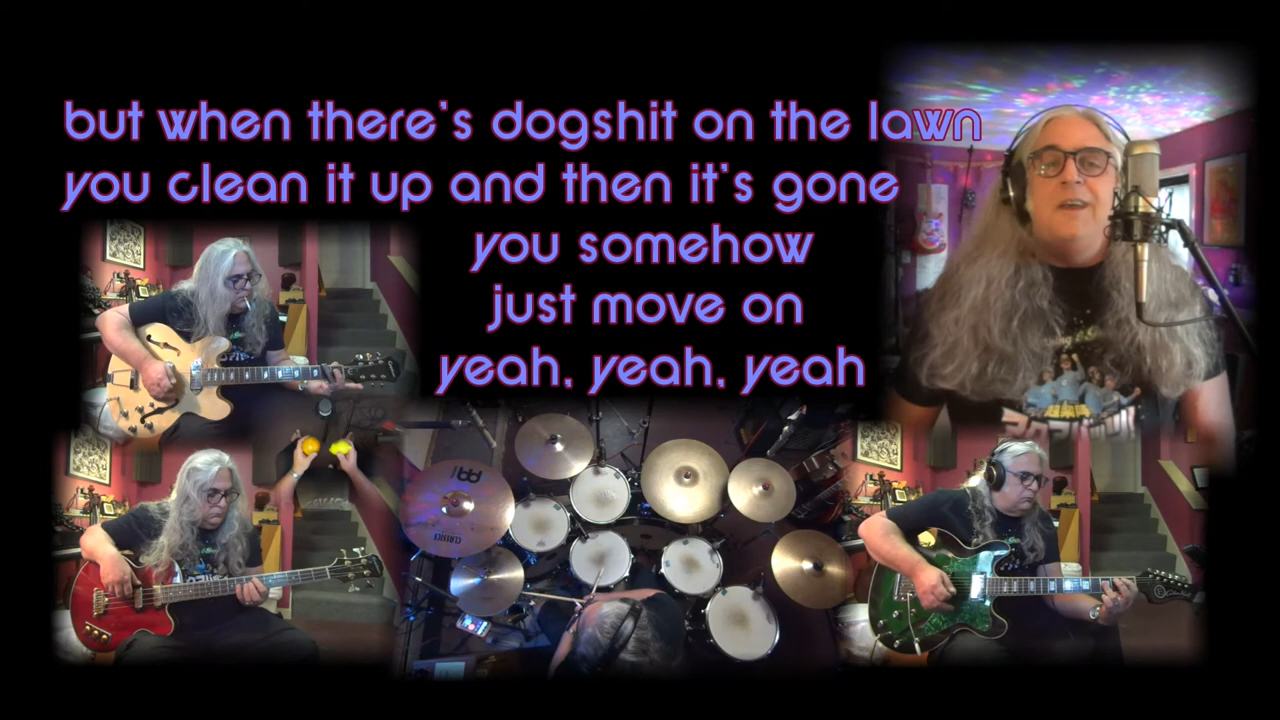 but when there's dogshit on the lawn
you clean it up and then it's gone
you somehow
just move on
yeah, yeah, yeah